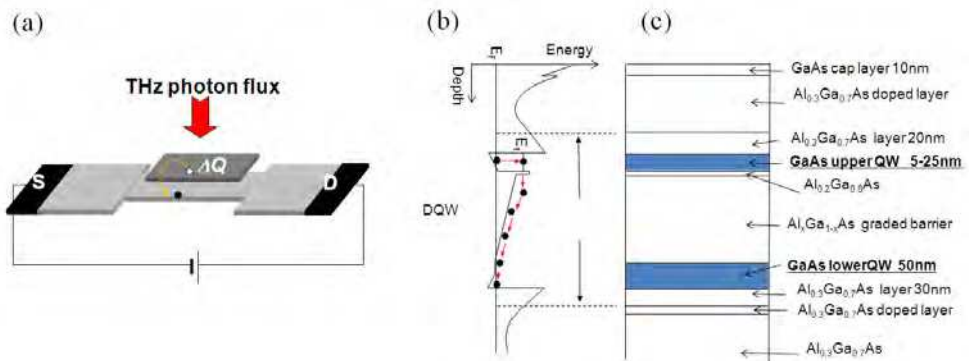 (a)
THz photon flux
ΔQ
S
D
(b)
Energy
E_f
Depth
E_1
DQW
(c)
GaAs cap layer 10nm
Al0.3Ga0.7As doped layer
Al0.3Ga0.7As layer 20nm
GaAs upper QW 5-25nm
Al0.2Ga0.8As
AlxGa1-xAs graded barrier
GaAs lowerQW 50nm
Al0.3Ga0.7As layer 30nm
Al0.3Ga0.7As doped layer
Al0.3Ga0.7As